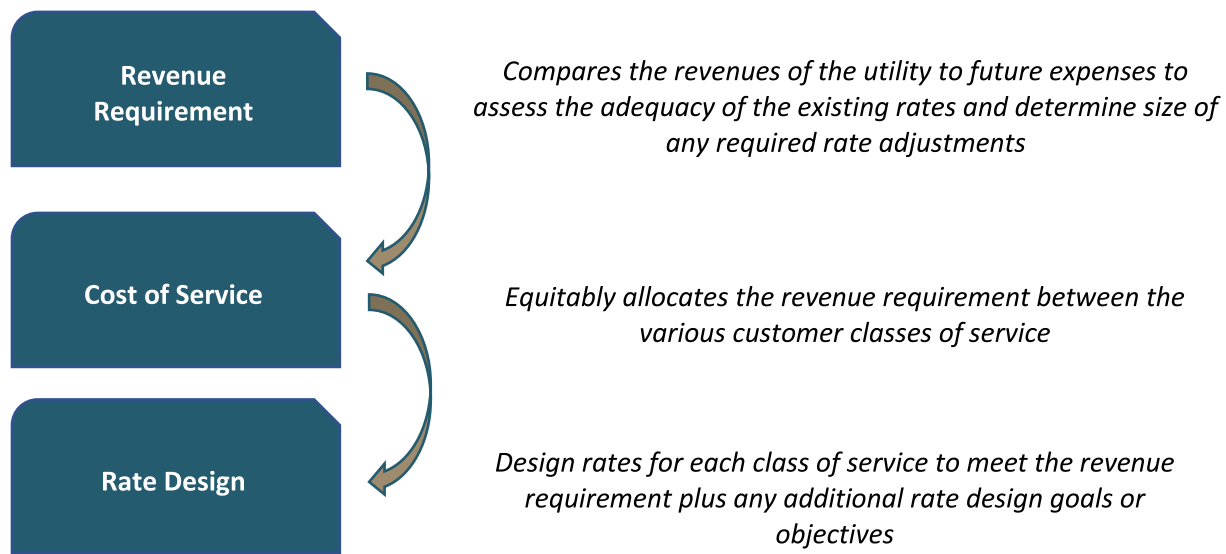 Revenue
Requirement
Compares the revenues of the utility to future expenses to
assess the adequacy of the existing rates and determine size of
any required rate adjustments
Cost of Service
Equitably allocates the revenue requirement between the
various customer classes of service
Rate Design
Design rates for each class of service to meet the revenue
requirement plus any additional rate design goals or
objectives